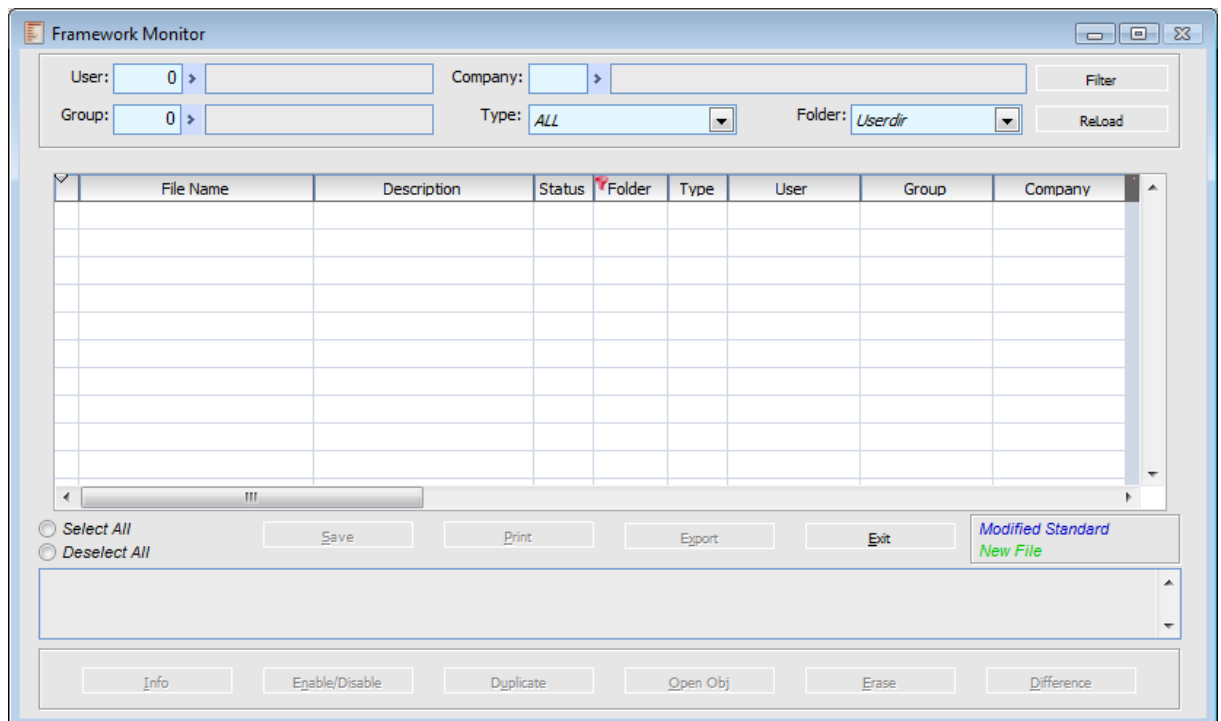 Framework Monitor
User: 0 Company: Filter
Group: 0 Type: ALL Folder: Userdir ReLoad
File Name Description Status Folder Type User Group Company
Select All Save Print Export Exit Modified Standard
Deselect All New File
Info Enable/Disable Duplicate Open Obj Erase Difference